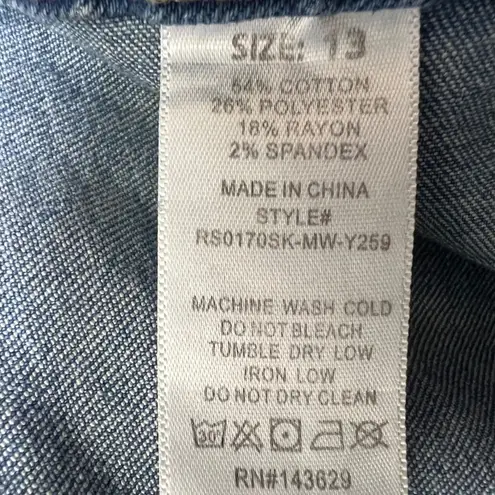 SIZE: 13
54% COTTON
26% POLYESTER
18% RAYON
2% SPANDEX
MADE IN CHINA
STYLE#
RS0170SK-MW-Y259
MACHINE WASH COLD
DO NOT BLEACH
TUMBLE DRY LOW
IRON LOW
DO NOT DRY CLEAN
30°
RN#143629